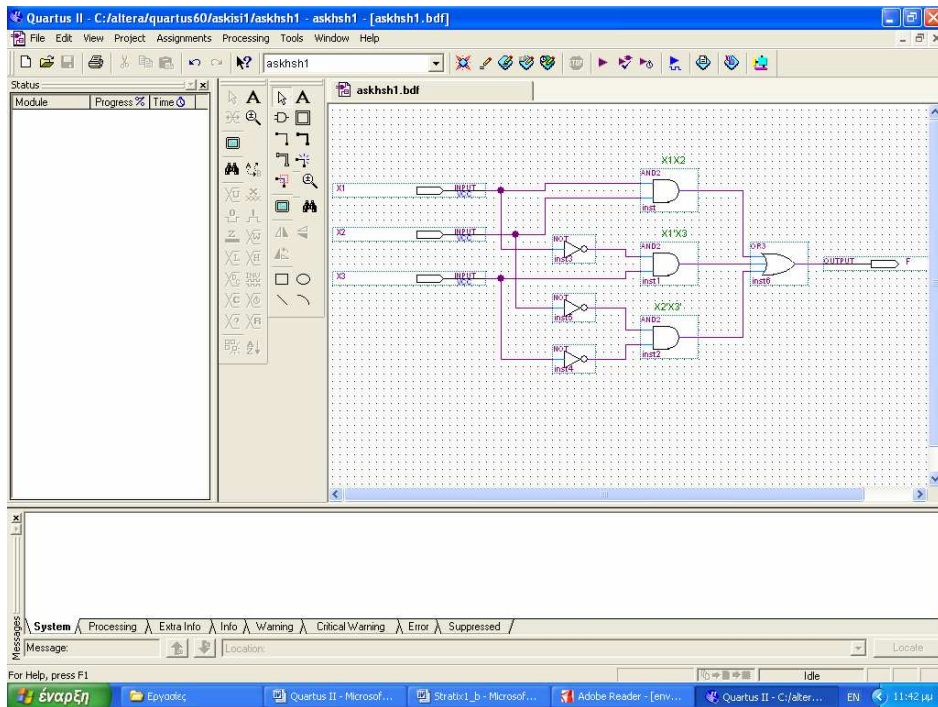 Quartus II - C:/altera/quartus60/askisi1/askhsh1 - askhsh1 - [askhsh1.bdf]
File Edit View Project Assignments Processing Tools Window Help
askhsh1
Status
Module Progress % Time
askhsh1.bdf
X1X2
AND2
X1 INPUT
VCC
inst
X2 INPUT
VCC
X1'X3
NOT
inst3
AND2
inst1
OR3
inst6
OUTPUT F
X3 INPUT
VCC
NOT
inst5
X2'X3'
AND2
inst2
NOT
inst4
System Processing Extra Info Info Warning Critical Warning Error Suppressed
Messages
Message: Location: Locate
For Help, press F1 Idle
έναρξη Εργασίες Quartus II - Microsof... Stratix1_b - Microsof... Adobe Reader - [env... Quartus II - C:/alter... EN 11:42 μμ